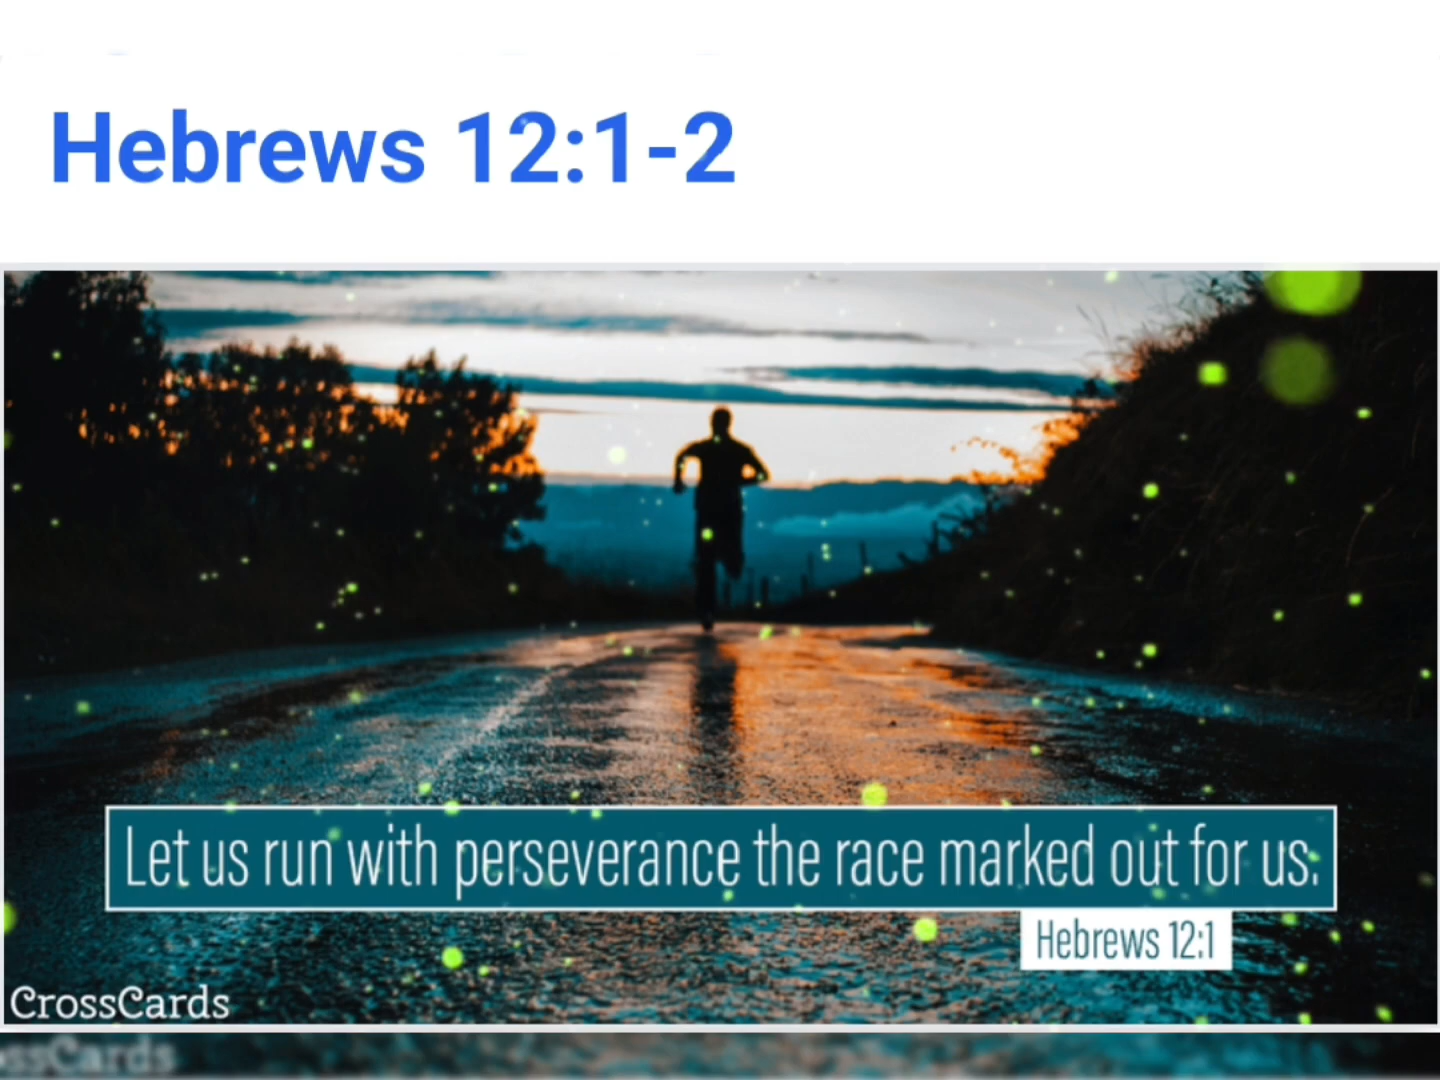 Hebrews 12:1-2
Let us run with perseverance the race marked out for us.
Hebrews 12:1
CrossCards
ossCards